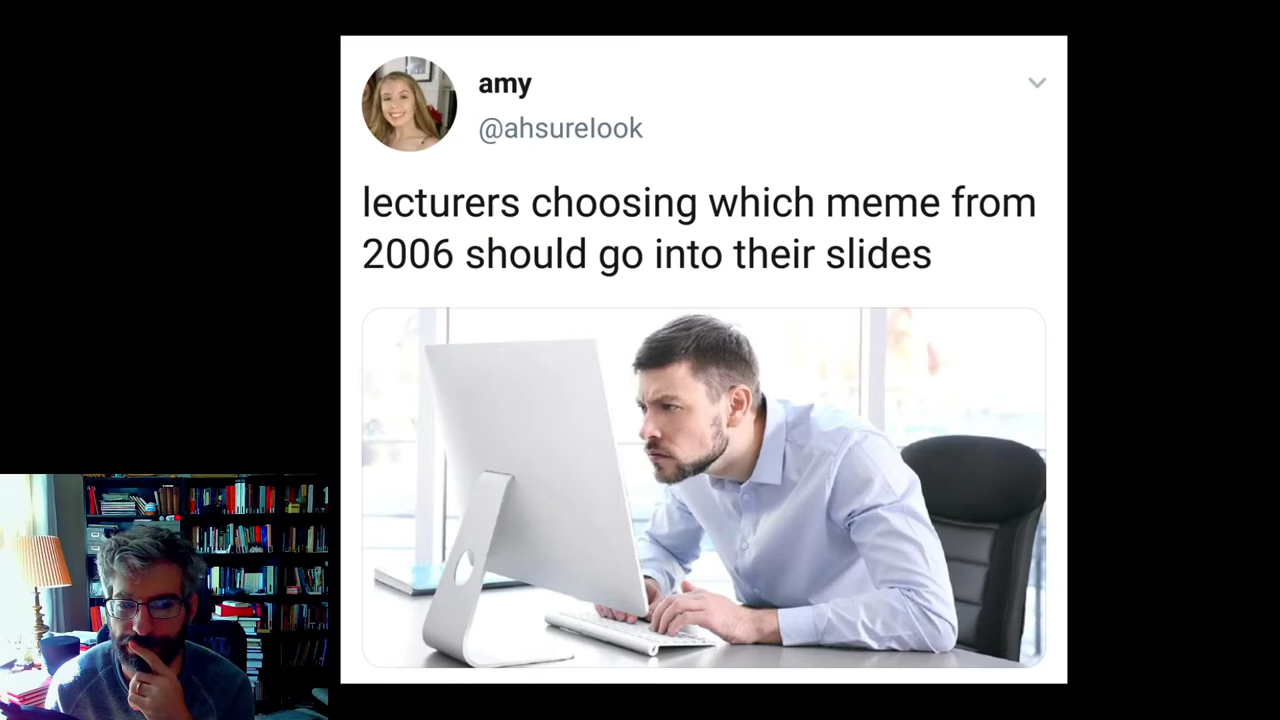 amy
@ahsurelook
lecturers choosing which meme from
2006 should go into their slides